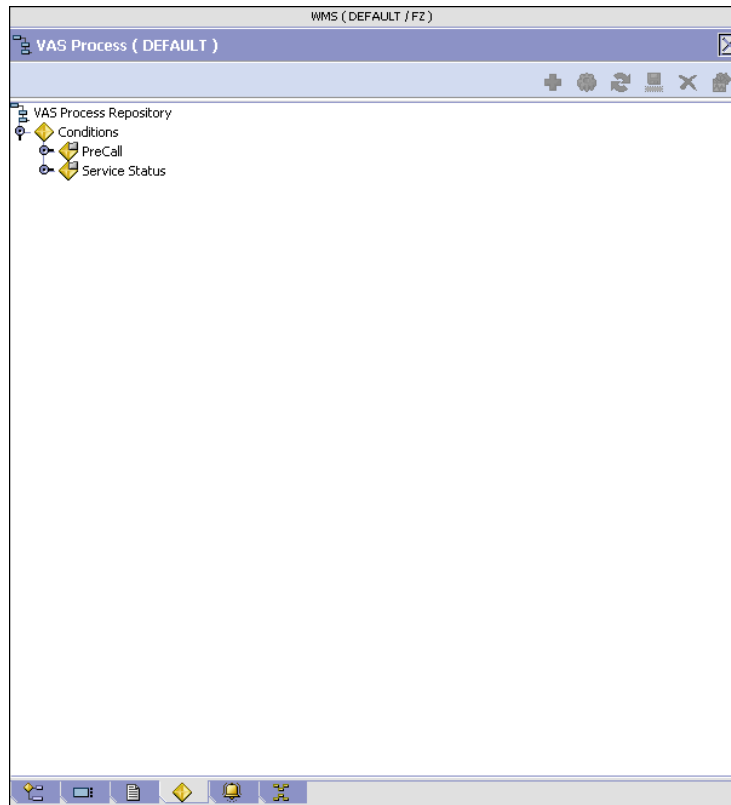 WMS ( DEFAULT / FZ )
VAS Process ( DEFAULT )
VAS Process Repository
Conditions
PreCall
Service Status